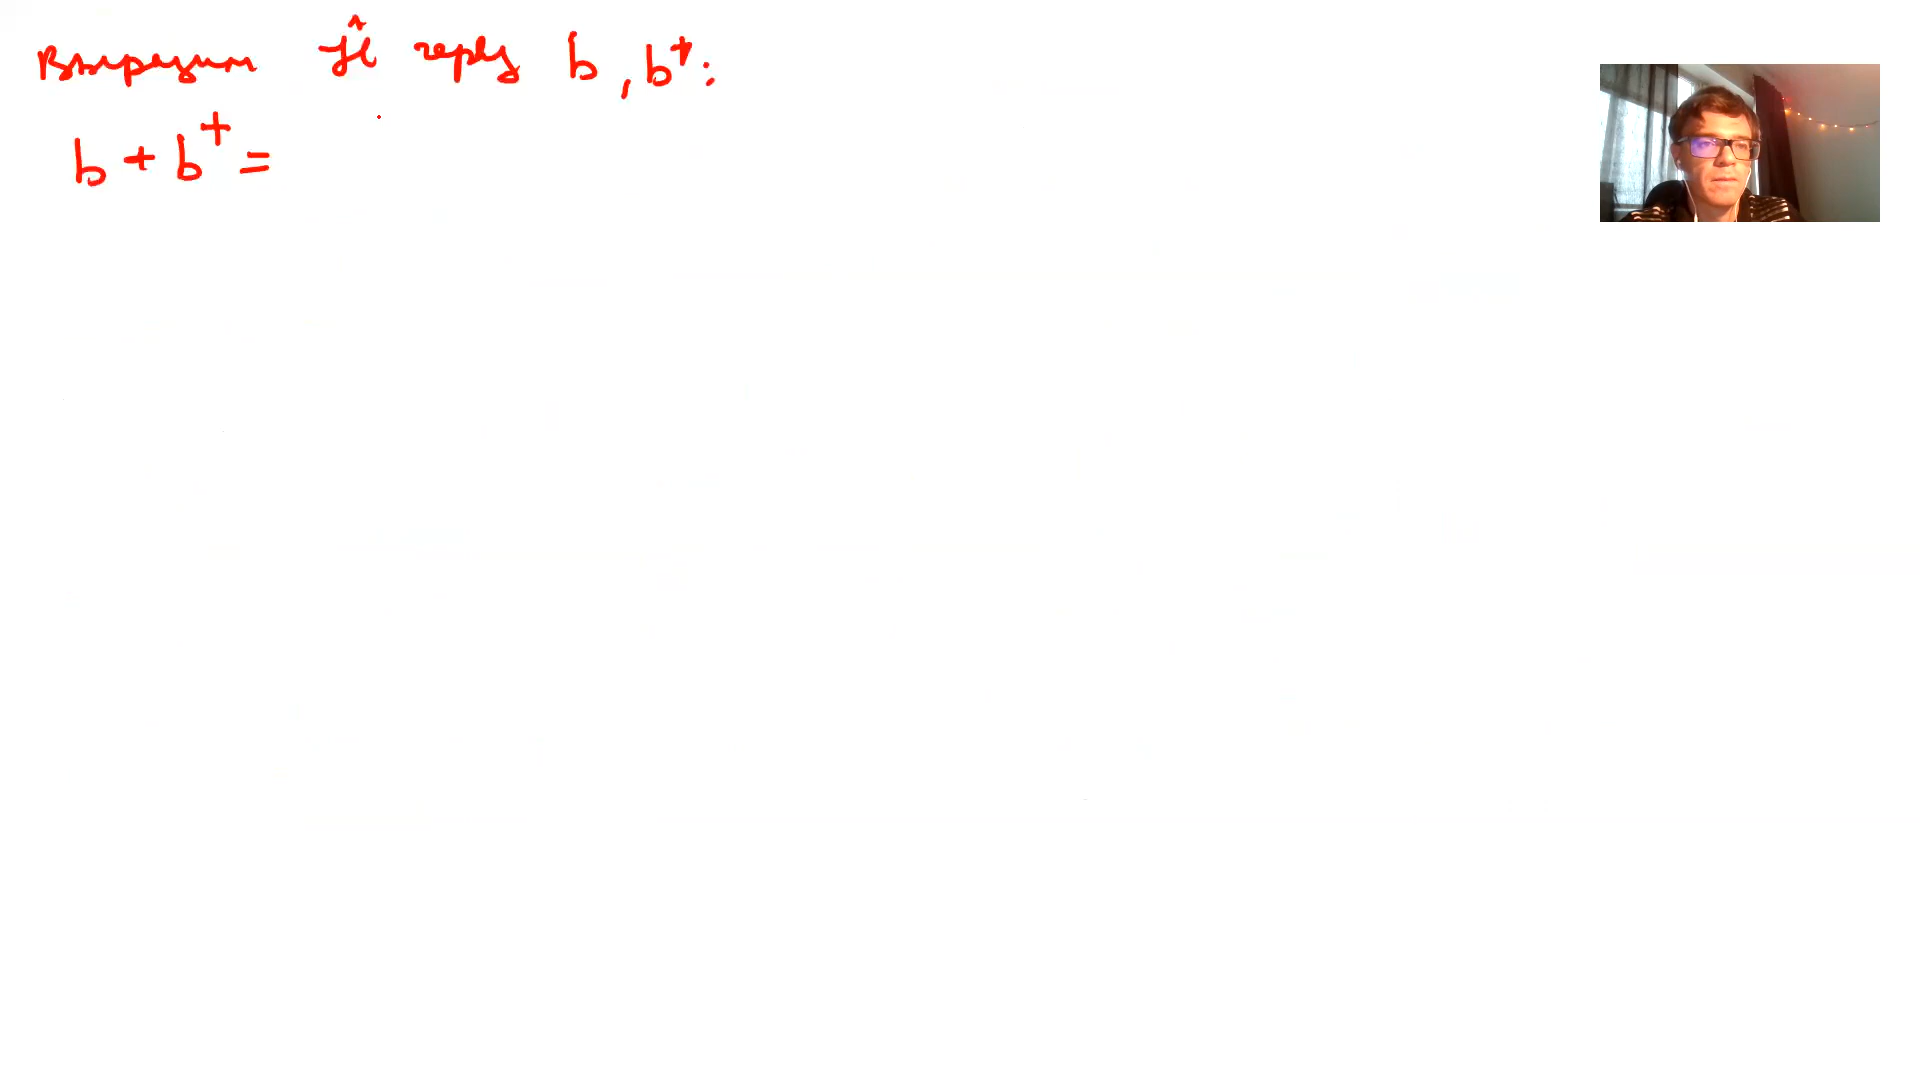 Выразим Ĥ через b, b⁺:
b + b⁺ =